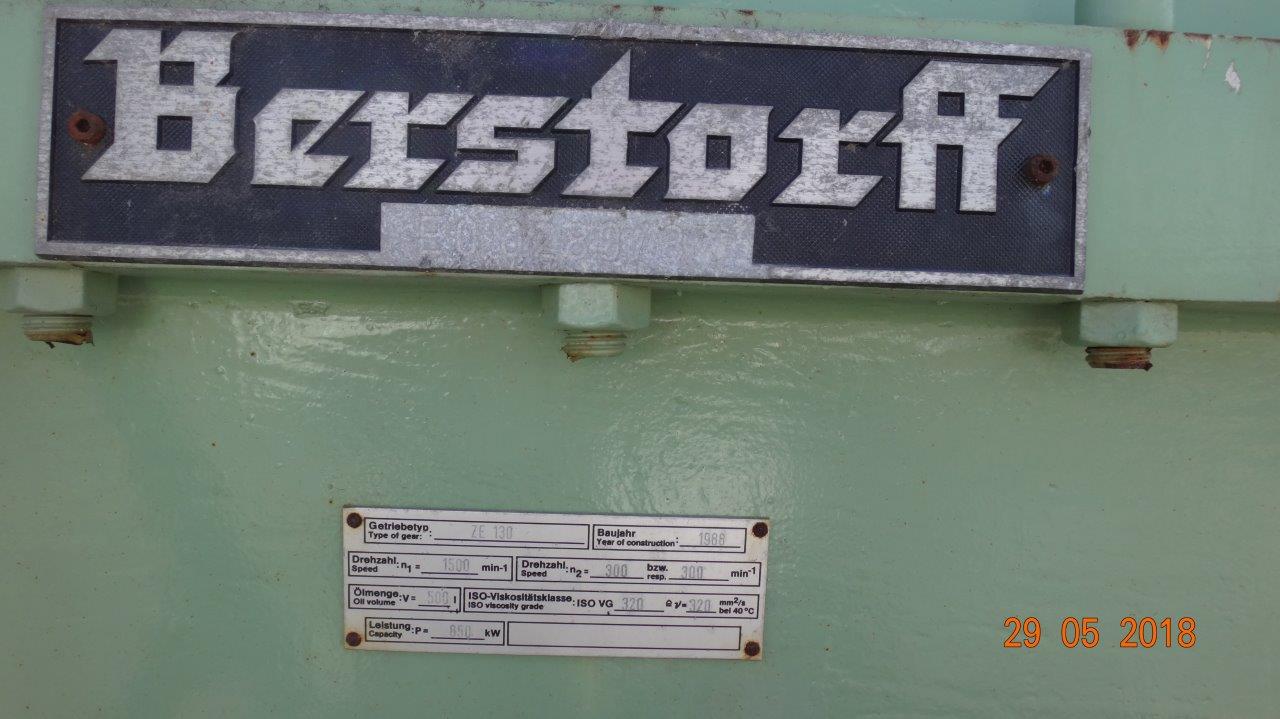 Berstorff
Getriebetyp: ZE 130
Type of gear:
Baujahr
Year of construction: 1988
Drehzahl: n1 = 1500 min-1
Speed
Drehzahl: n2 = 300 bzw. 300 min-1
Speed resp.
Ölmenge: V = 500 l
Oil volume
ISO-Viskositätsklasse: ISO VG 320 ≙ ν = 320 mm²/s
ISO viscosity grade bei 40°C
Leistung: P = 850 kW
Capacity
29 05 2018